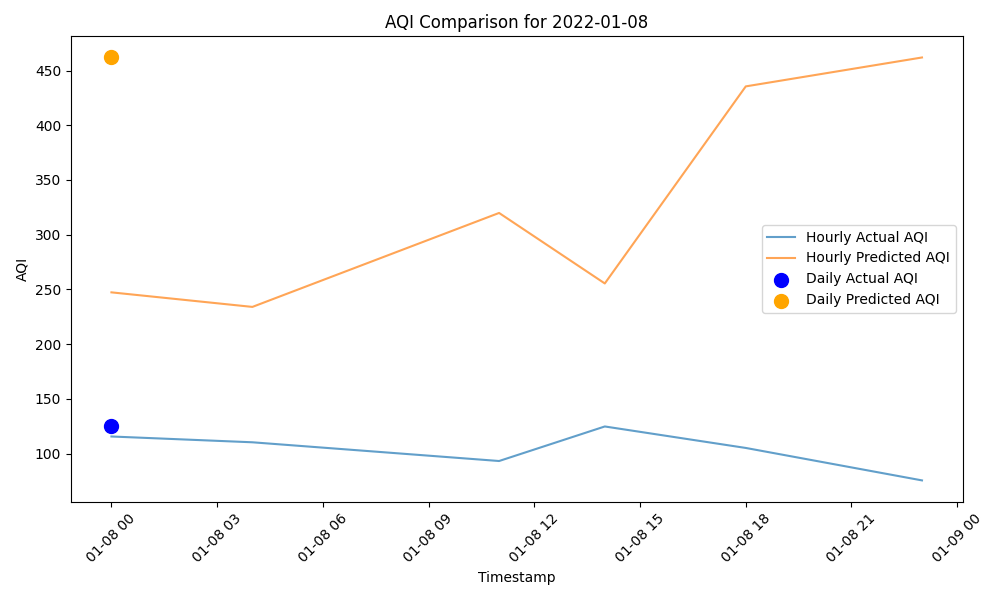 AQI Comparison for 2022-01-08
AQI
450
400
350
300
250
200
150
100
Hourly Actual AQI
Hourly Predicted AQI
Daily Actual AQI
Daily Predicted AQI
01-08 00
01-08 03
01-08 06
01-08 09
01-08 12
01-08 15
01-08 18
01-08 21
01-09 00
Timestamp